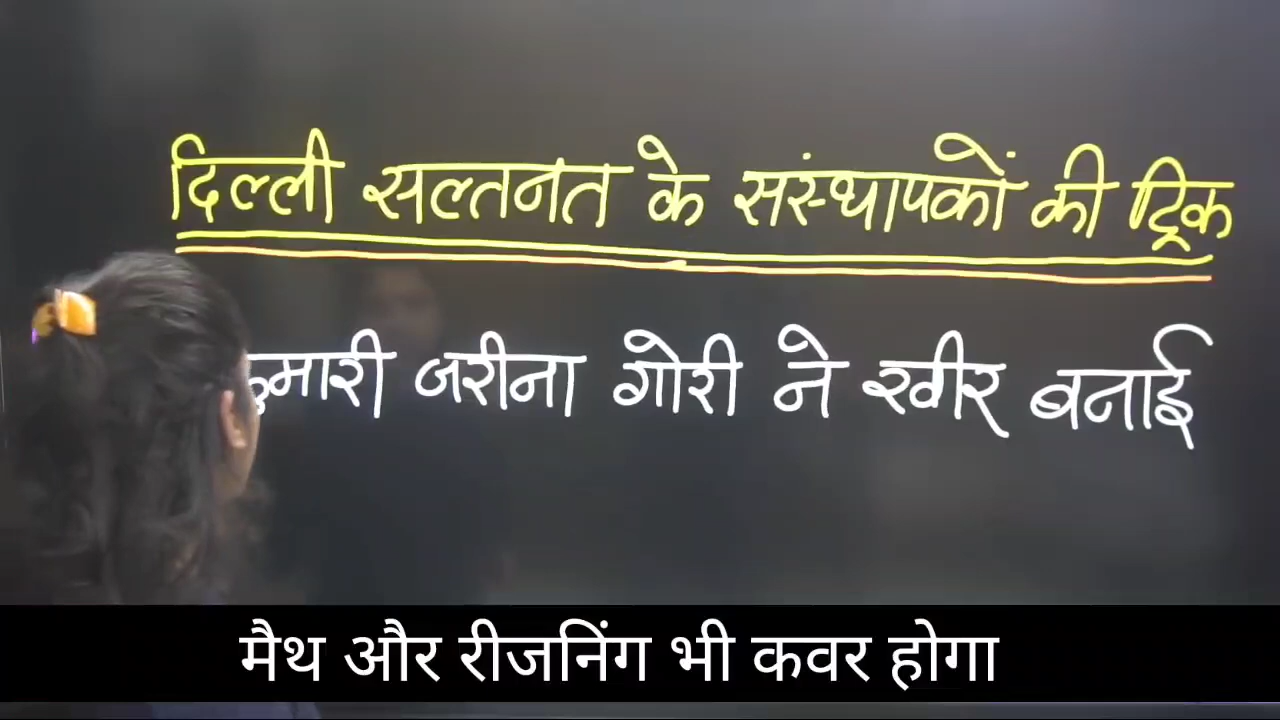 दिल्ली सल्तनत के संस्थापकों की ट्रिक
जरीना गोरी ने खीर बनाई
मैथ और रीजनिंग भी कवर होगा